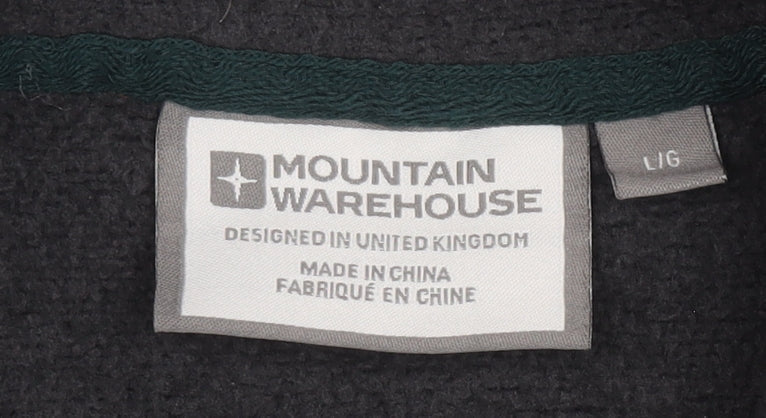 MOUNTAIN
WAREHOUSE
DESIGNED IN UNITED KINGDOM
MADE IN CHINA
FABRIQUÉ EN CHINE
L/G